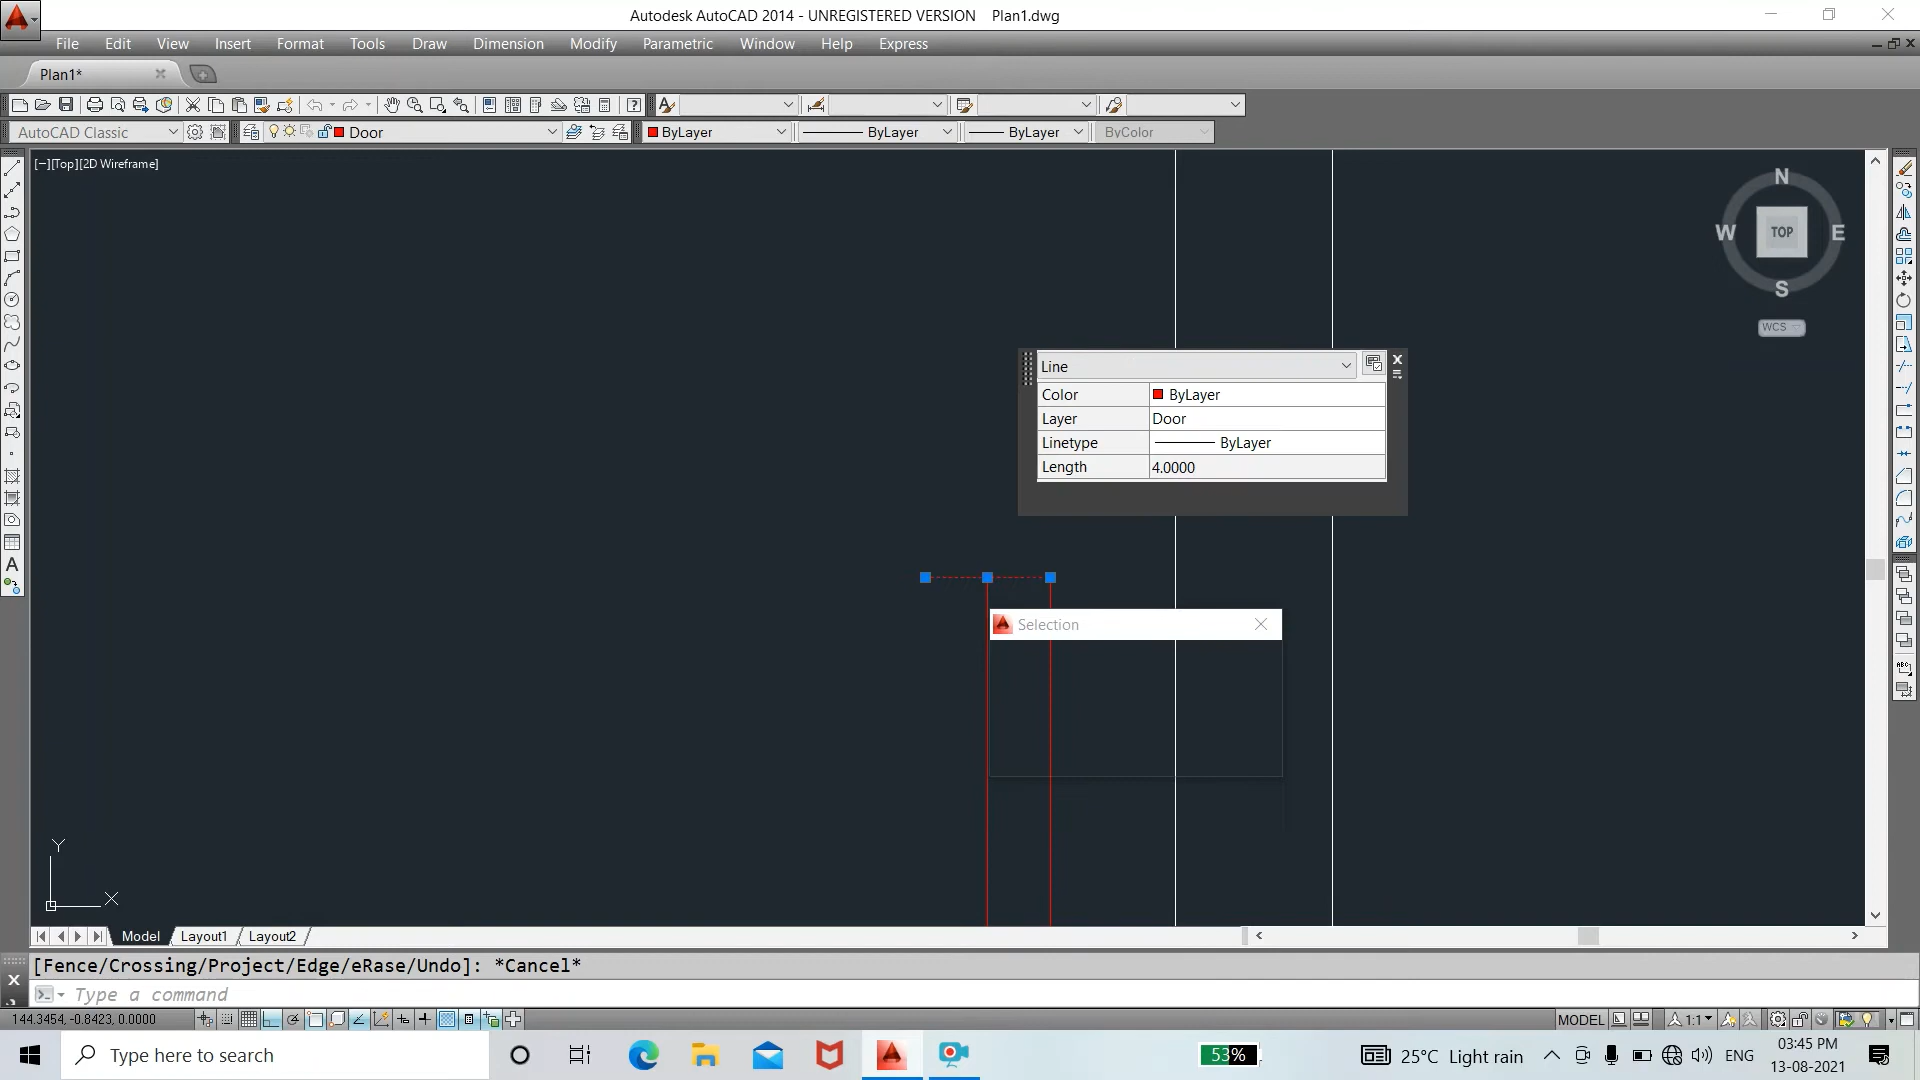 Autodesk AutoCAD 2014 - UNREGISTERED VERSION Plan1.dwg
File Edit View Insert Format Tools Draw Dimension Modify Parametric Window Help Express
Plan1*
AutoCAD Classic Door ByLayer ByLayer ByLayer ByColor
[−][Top][2D Wireframe]
N
W TOP E
S
WCS
Line
Color ByLayer
Layer Door
Linetype ByLayer
Length 4.0000
Selection
Y
X
Model Layout1 Layout2
[Fence/Crossing/Project/Edge/eRase/Undo]: *Cancel*
Type a command
144.3454, -0.8423, 0.0000 MODEL 1:1
Type here to search 53% 25°C Light rain ENG 03:45 PM
13-08-2021